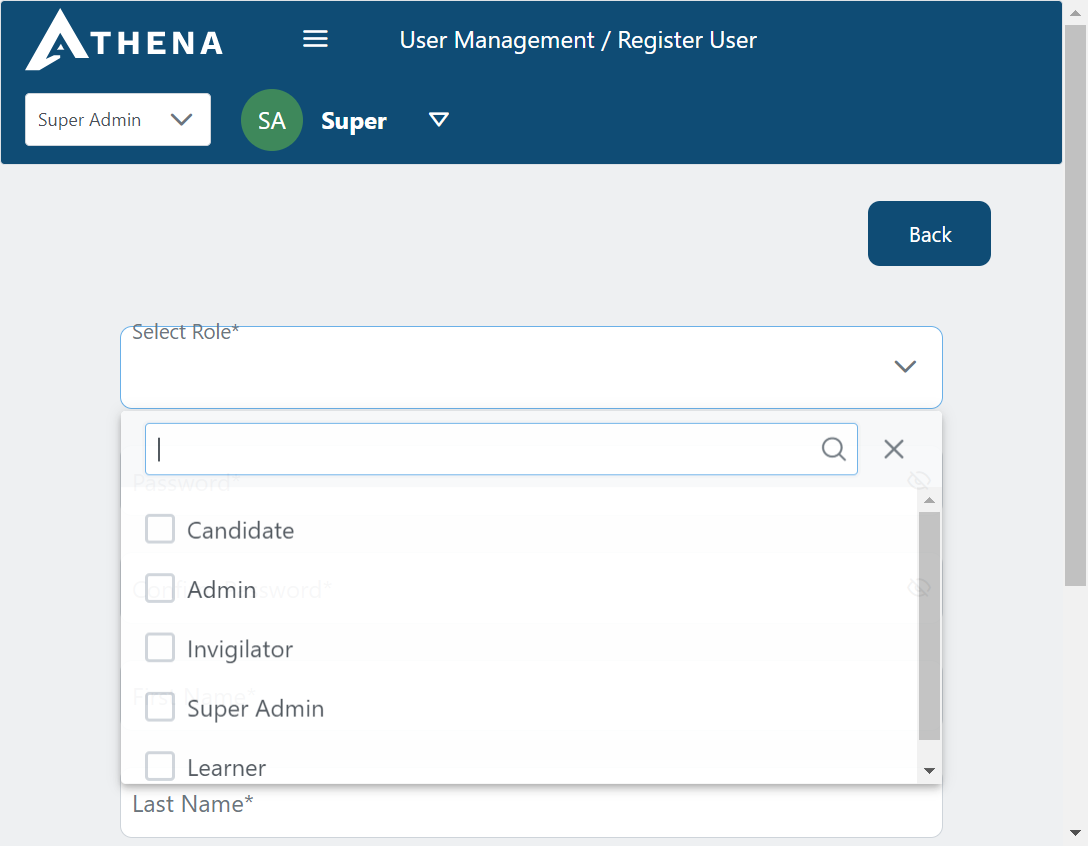 ATHENA
User Management / Register User
Super Admin
SA
Super
Back
Select Role*
Password*
Candidate
Confirm Password*
Admin
Invigilator
First Name*
Super Admin
Learner
Last Name*